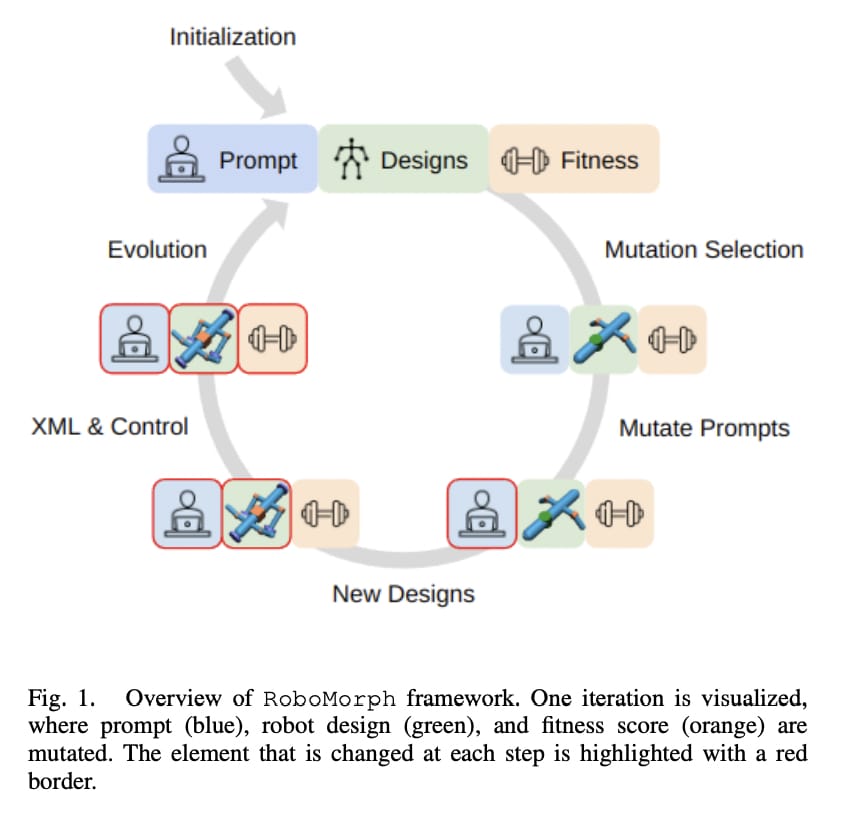 Initialization
Prompt
Designs
Fitness
Evolution
Mutation Selection
XML & Control
Mutate Prompts
New Designs
Fig. 1. Overview of RoboMorph framework. One iteration is visualized,
where prompt (blue), robot design (green), and fitness score (orange) are
mutated. The element that is changed at each step is highlighted with a red
border.